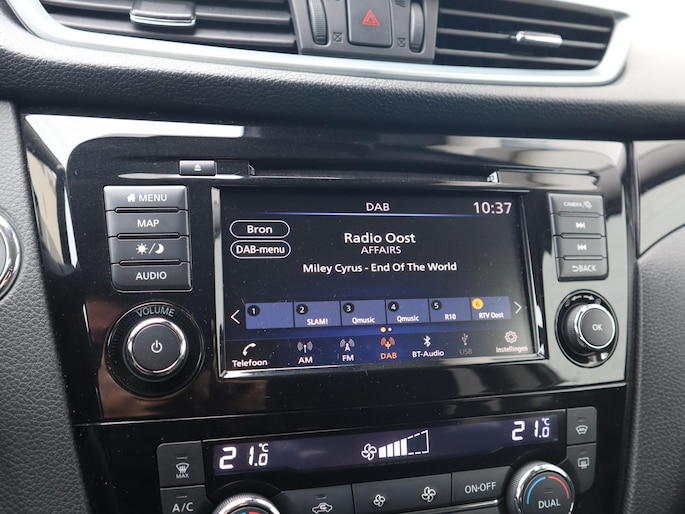 DAB 10:37
Bron
DAB-menu
Radio Oost
AFFAIRS
Miley Cyrus - End Of The World
1 2 3 4 5 6
SLAM! Qmusic Qmusic R10 RTV Oost
Telefoon AM FM DAB BT-Audio USB Instellingen
MENU
MAP
AUDIO
VOLUME
CAMERA
BACK
OK
21.0 °C
21.0 °C
MAX
A/C
ON·OFF
DUAL